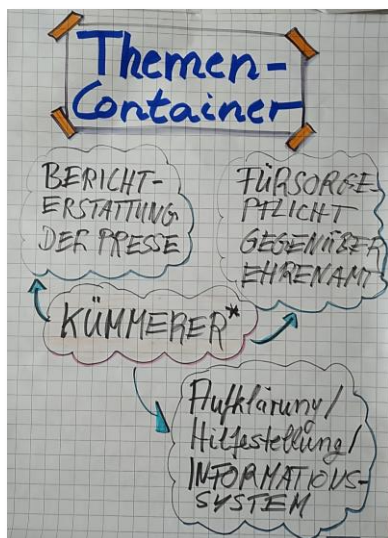 Themen-
Container
BERICHT-
ERSTATTUNG
DER PRESSE
FÜRSORGE-
PFLICHT
GEGENÜBER
EHRENAMT
KÜMMERER*
Aufklärung/
Hilfestellung/
INFORMATIONS-
SYSTEM